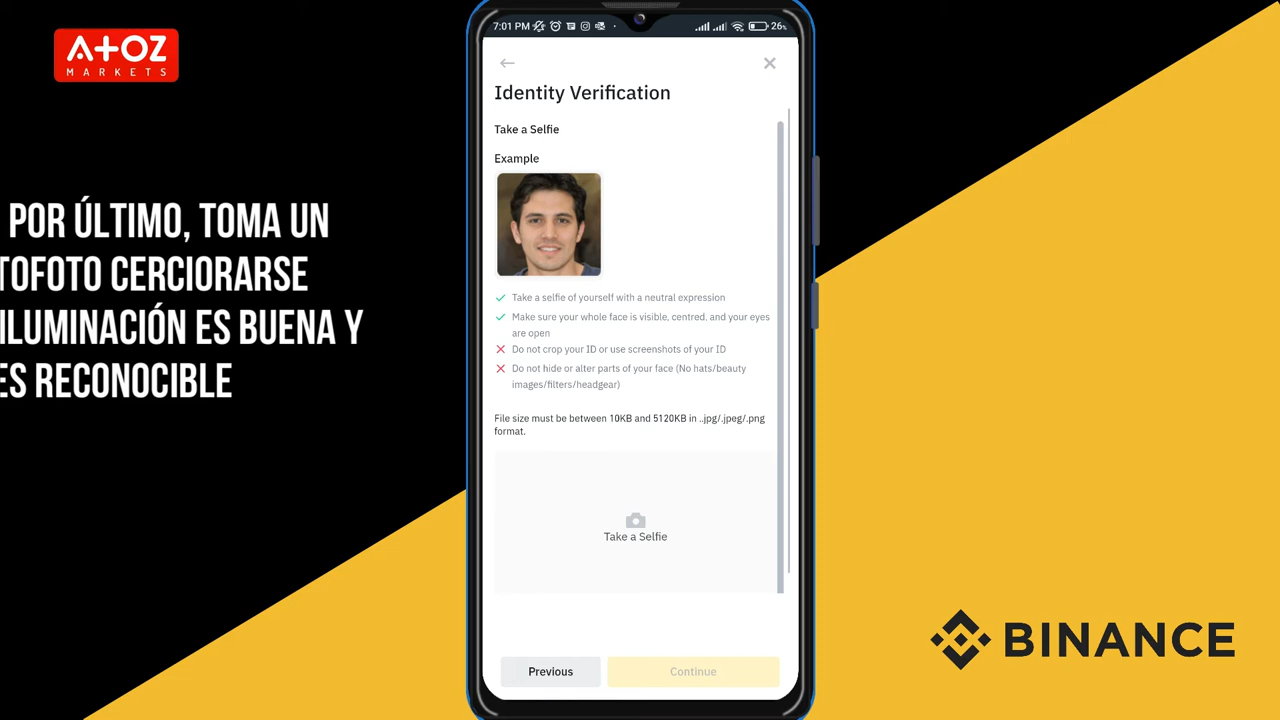 A+OZ
MARKETS
POR ÚLTIMO, TOMA UN
TOFOTO CERCIORARSE
ILUMINACIÓN ES BUENA Y
ES RECONOCIBLE
7:01 PM
26%
Identity Verification
Take a Selfie
Example
Take a selfie of yourself with a neutral expression
Make sure your whole face is visible, centred, and your eyes
are open
Do not crop your ID or use screenshots of your ID
Do not hide or alter parts of your face (No hats/beauty
images/filters/headgear)
File size must be between 10KB and 5120KB in ..jpg/.jpeg/.png
format.
Take a Selfie
Previous
Continue
BINANCE